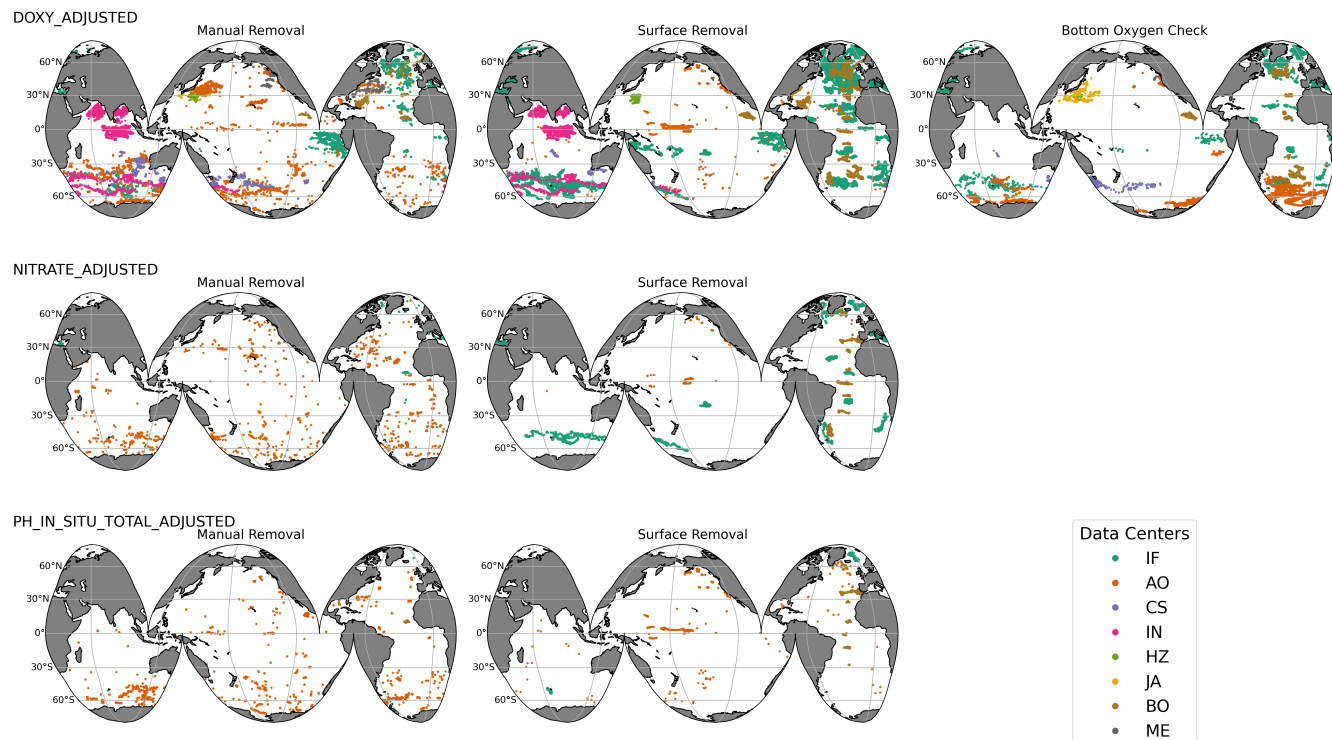 DOXY_ADJUSTED
Manual Removal
Surface Removal
Bottom Oxygen Check
60°N
30°N
0°
30°S
60°S
60°N
30°N
0°
30°S
60°S
60°N
30°N
0°
30°S
60°S
NITRATE_ADJUSTED
Manual Removal
Surface Removal
60°N
30°N
0°
30°S
60°S
60°N
30°N
0°
30°S
60°S
PH_IN_SITU_TOTAL_ADJUSTED
Manual Removal
Surface Removal
60°N
30°N
0°
30°S
60°S
60°N
30°N
0°
30°S
60°S
Data Centers
IF
AO
CS
IN
HZ
JA
BO
ME